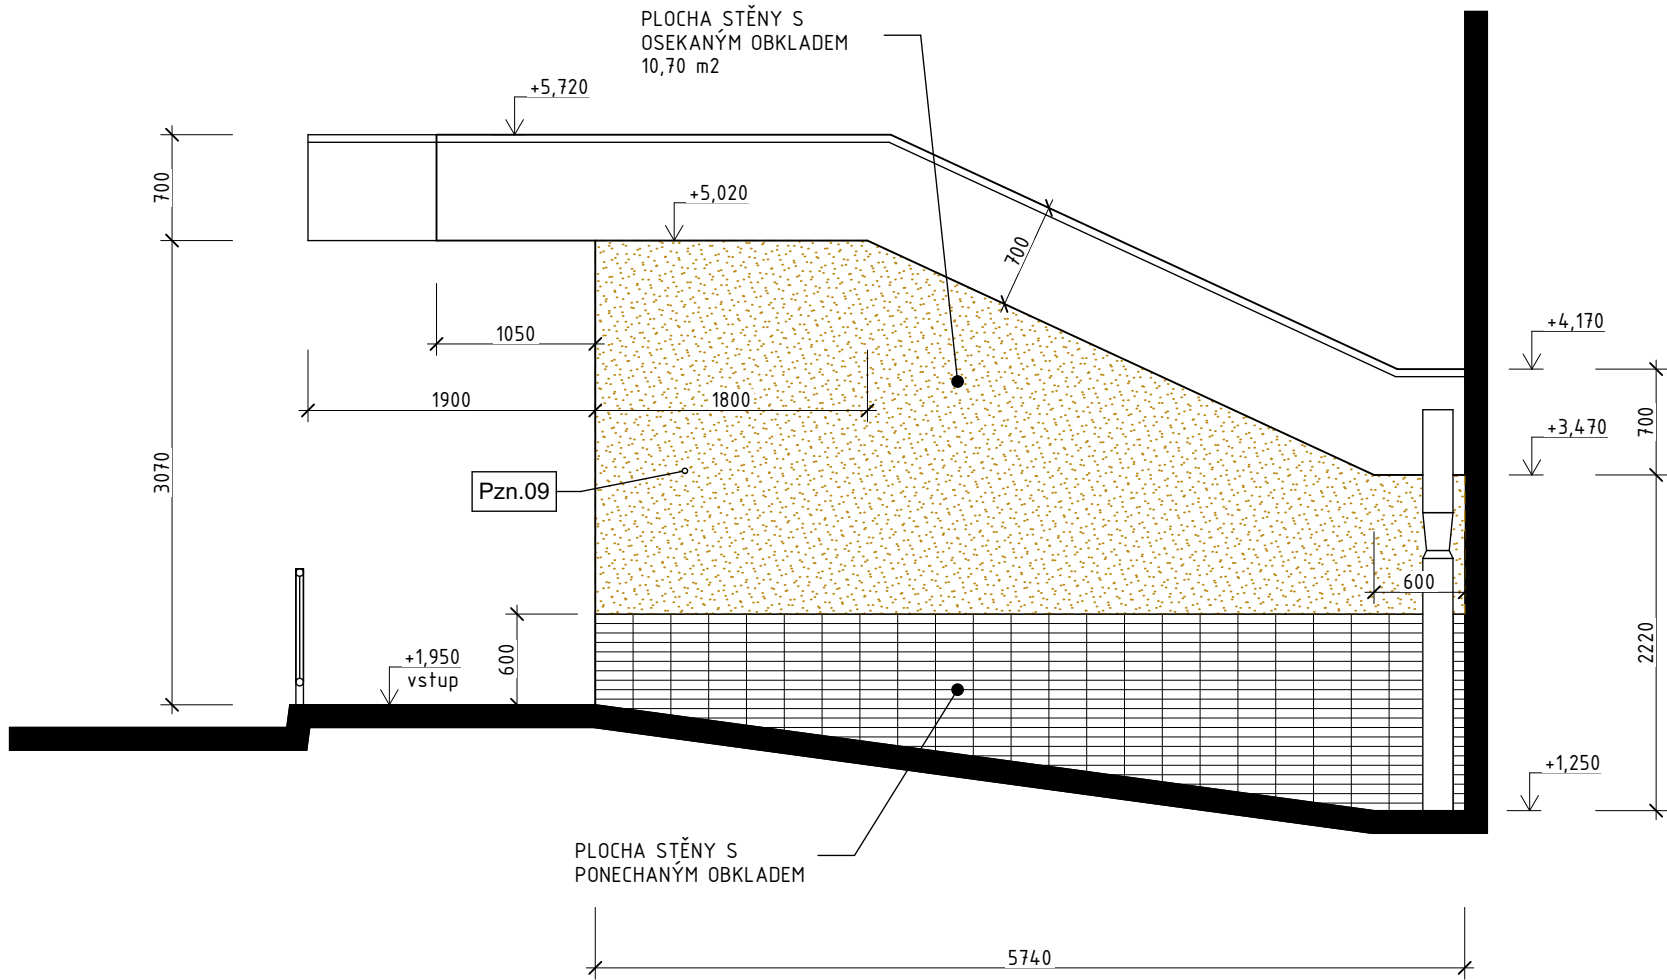 PLOCHA STĚNY S
OSEKANÝM OBKLADEM
10,70 m2
+5,720
700
+5,020
700
1050
+4,170
1900
1800
+3,470
700
3070
Pzn.09
600
600
+1,950
vstup
2220
+1,250
PLOCHA STĚNY S
PONECHANÝM OBKLADEM
5740